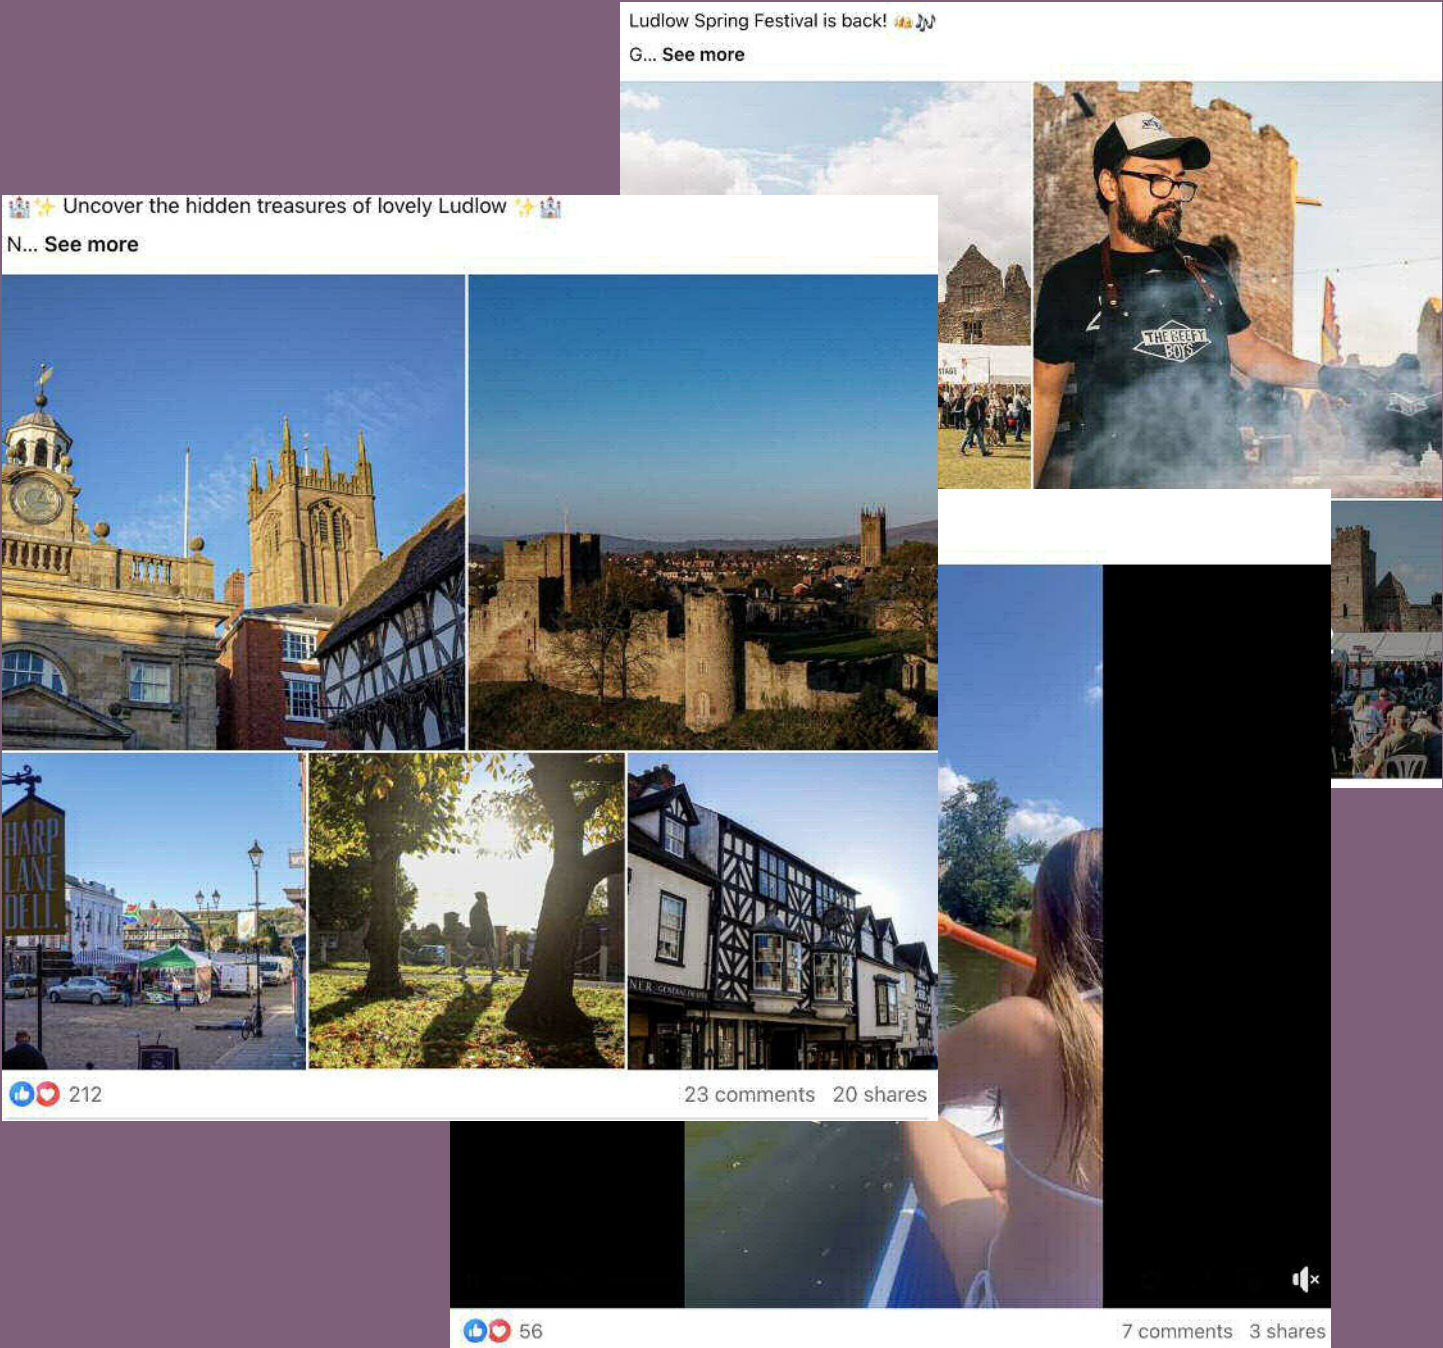 Ludlow Spring Festival is back! 🍻🎶
G... See more
🏰✨ Uncover the hidden treasures of lovely Ludlow ✨🏰
N... See more
THE BEEFY
BOYS
STAGE
HARP
LANE
DELI.
212
23 comments 20 shares
56
7 comments 3 shares